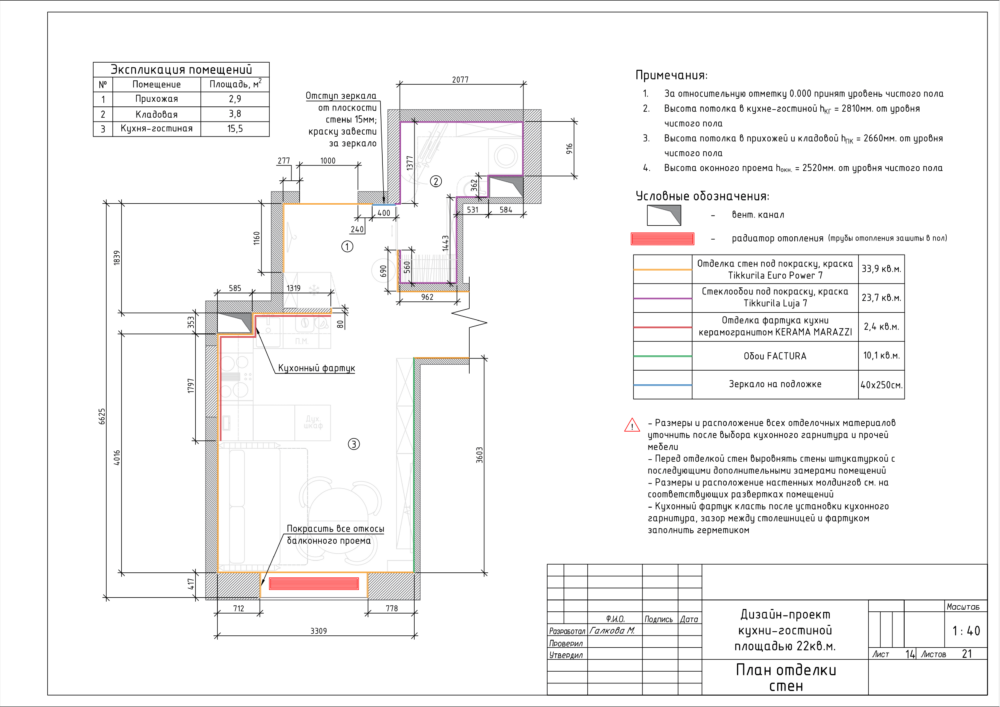 Экспликация помещений
№ Помещение Площадь, м²
1 Прихожая 2,9
2 Кладовая 3,8
3 Кухня-гостиная 15,5
Отступ зеркала
от плоскости
стены 15мм;
краску завести
за зеркало
2077
277
1000
1377
916
2
362
400
240
531
584
1160
1
1443
1839
690
560
585
1319
962
353
80
П.М.
Кухонный фартук
1797
6625
4016
Дух.
шкаф
3
3603
Покрасить все откосы
балконного проема
417
712
778
3309
Примечания:
1. За относительную отметку 0.000 принят уровень чистого пола
2. Высота потолка в кухне-гостиной hКГ = 2810мм. от уровня
чистого пола
3. Высота потолка в прихожей и кладовой hПК = 2660мм. от уровня
чистого пола
4. Высота оконного проема hокн. = 2520мм. от уровня чистого пола
Условные обозначения:
– вент. канал
– радиатор отопления (трубы отопления зашиты в пол)
Отделка стен под покраску, краска
Tikkurila Euro Power 7
33,9 кв.м.
Стеклообои под покраску, краска
Tikkurila Luja 7
23,7 кв.м.
Отделка фартука кухни
керамогранитом KERAMA MARAZZI
2,4 кв.м.
Обои FACTURA
10,1 кв.м.
Зеркало на подложке
40х250см.
!
– Размеры и расположение всех отделочных материалов
уточнить после выбора кухонного гарнитура и прочей
мебели
– Перед отделкой стен выровнять стены штукатуркой с
последующими дополнительными замерами помещений
– Размеры и расположение настенных молдингов см. на
соответствующих развертках помещений
– Кухонный фартук класть после установки кухонного
гарнитура, зазор между столешницей и фартуком
заполнить герметиком
Ф.И.О. Подпись Дата
Разработал Галкова М.
Проверил
Утвердил
Дизайн-проект
кухни-гостиной
площадью 22кв.м.
План отделки
стен
Масштаб
1 : 40
Лист 14 Листов 21